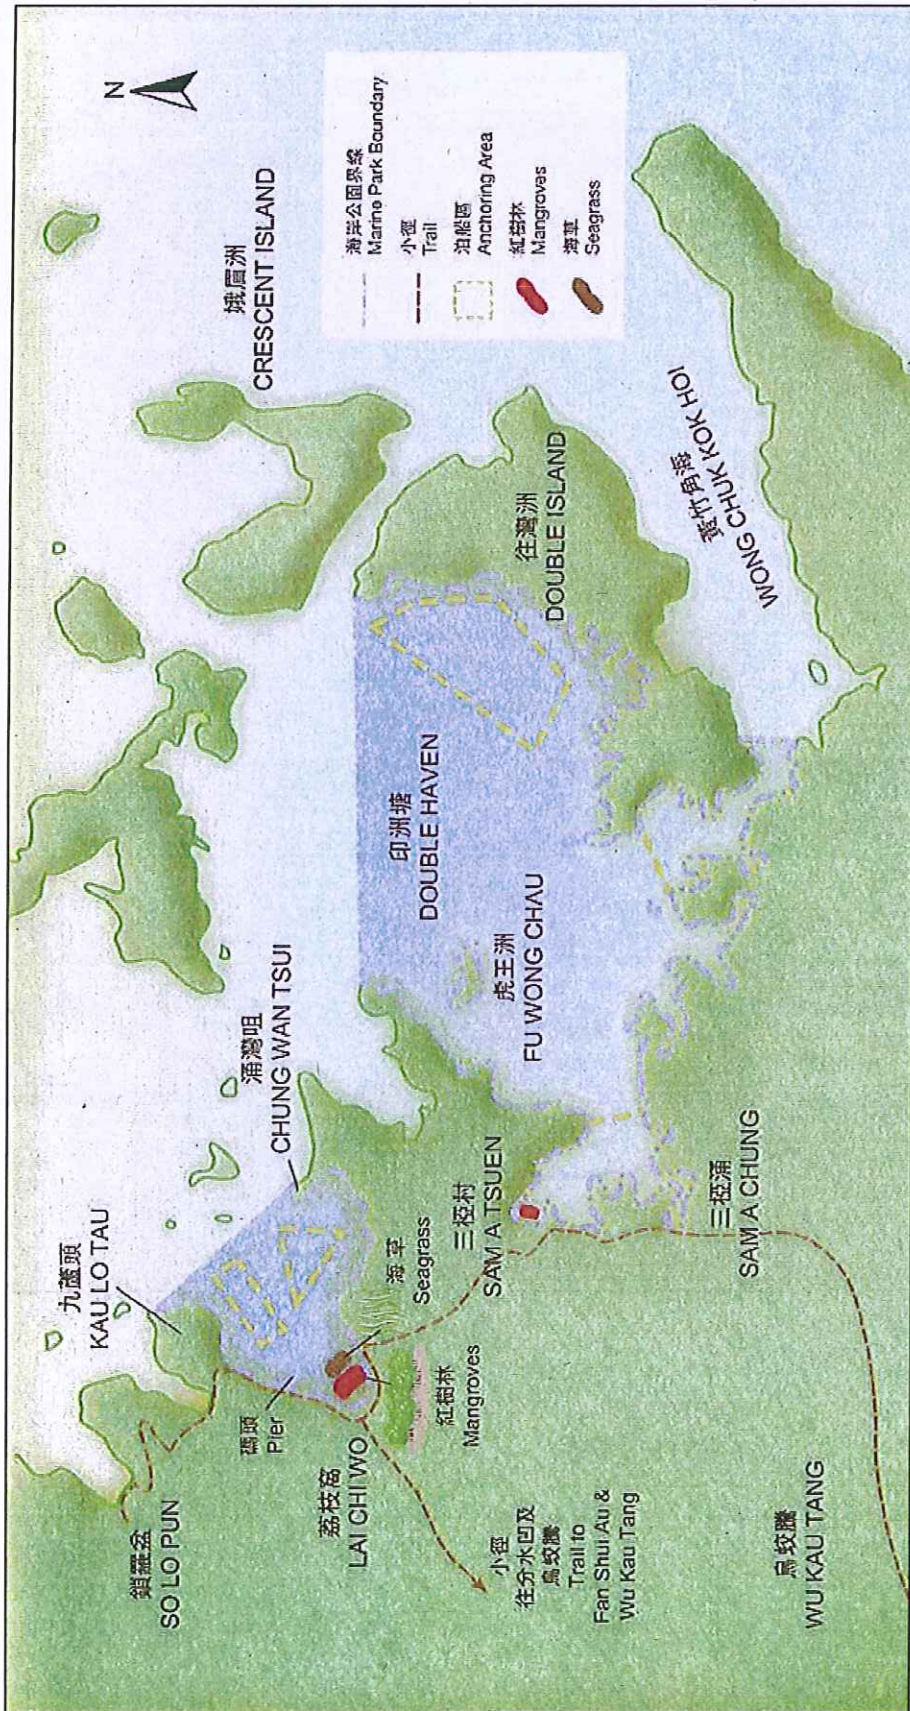 N
海岸公園界線
Marine Park Boundary
小徑
Trail
泊船區
Anchoring Area
紅樹林
Mangroves
海草
Seagrass
娥眉洲
CRESCENT ISLAND
九蘆頭
KAU LO TAU
涌灣咀
CHUNG WAN TSUI
鎖羅盆
SO LO PUN
碼頭
Pier
荔枝窩
LAI CHI WO
海草
Seagrass
紅樹林
Mangroves
印洲塘
DOUBLE HAVEN
往灣洲
DOUBLE ISLAND
虎王洲
FU WONG CHAU
三椏村
SAM A TSUEN
黃竹角海
WONG CHUK KOK HOI
小徑
往分水凹及
烏蛟騰
Trail to
Fan Shui Au &
Wu Kau Tang
三椏涌
SAM A CHUNG
烏蛟騰
WU KAU TANG